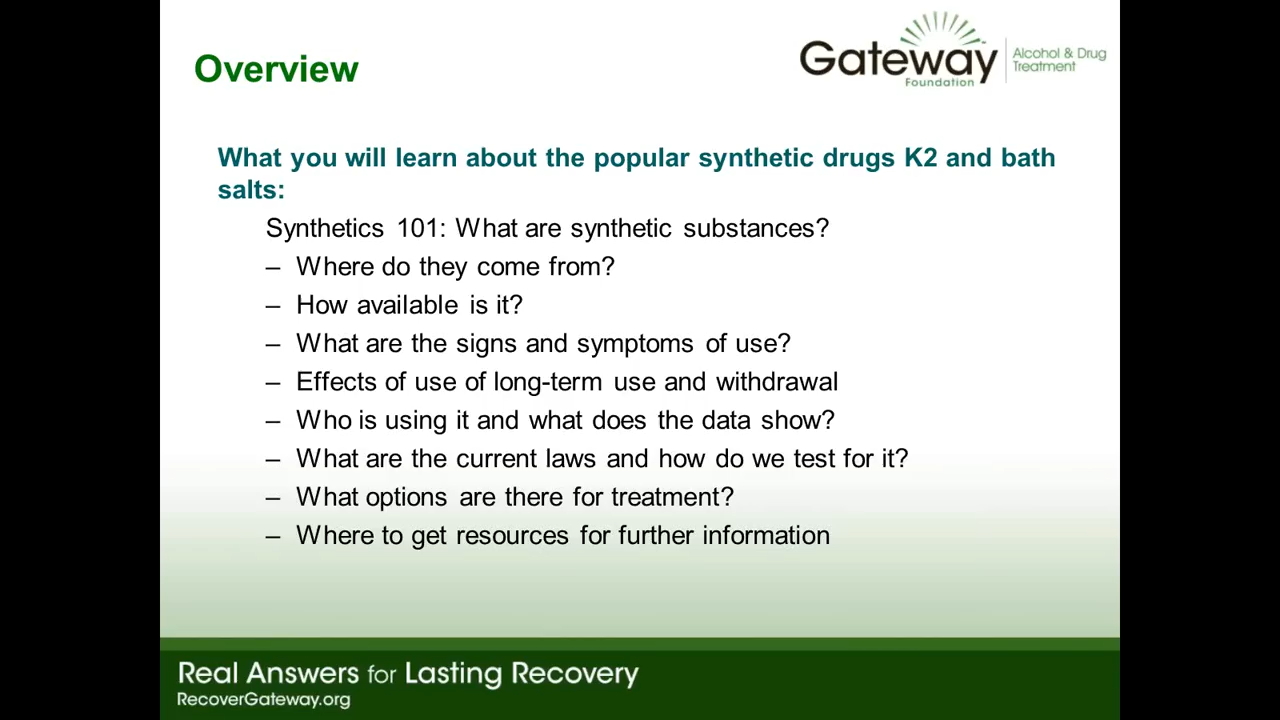 Overview
Gateway
Foundation
Alcohol & Drug
Treatment
What you will learn about the popular synthetic drugs K2 and bath
salts:
Synthetics 101: What are synthetic substances?
– Where do they come from?
– How available is it?
– What are the signs and symptoms of use?
– Effects of use of long-term use and withdrawal
– Who is using it and what does the data show?
– What are the current laws and how do we test for it?
– What options are there for treatment?
– Where to get resources for further information
Real Answers for Lasting Recovery
RecoverGateway.org